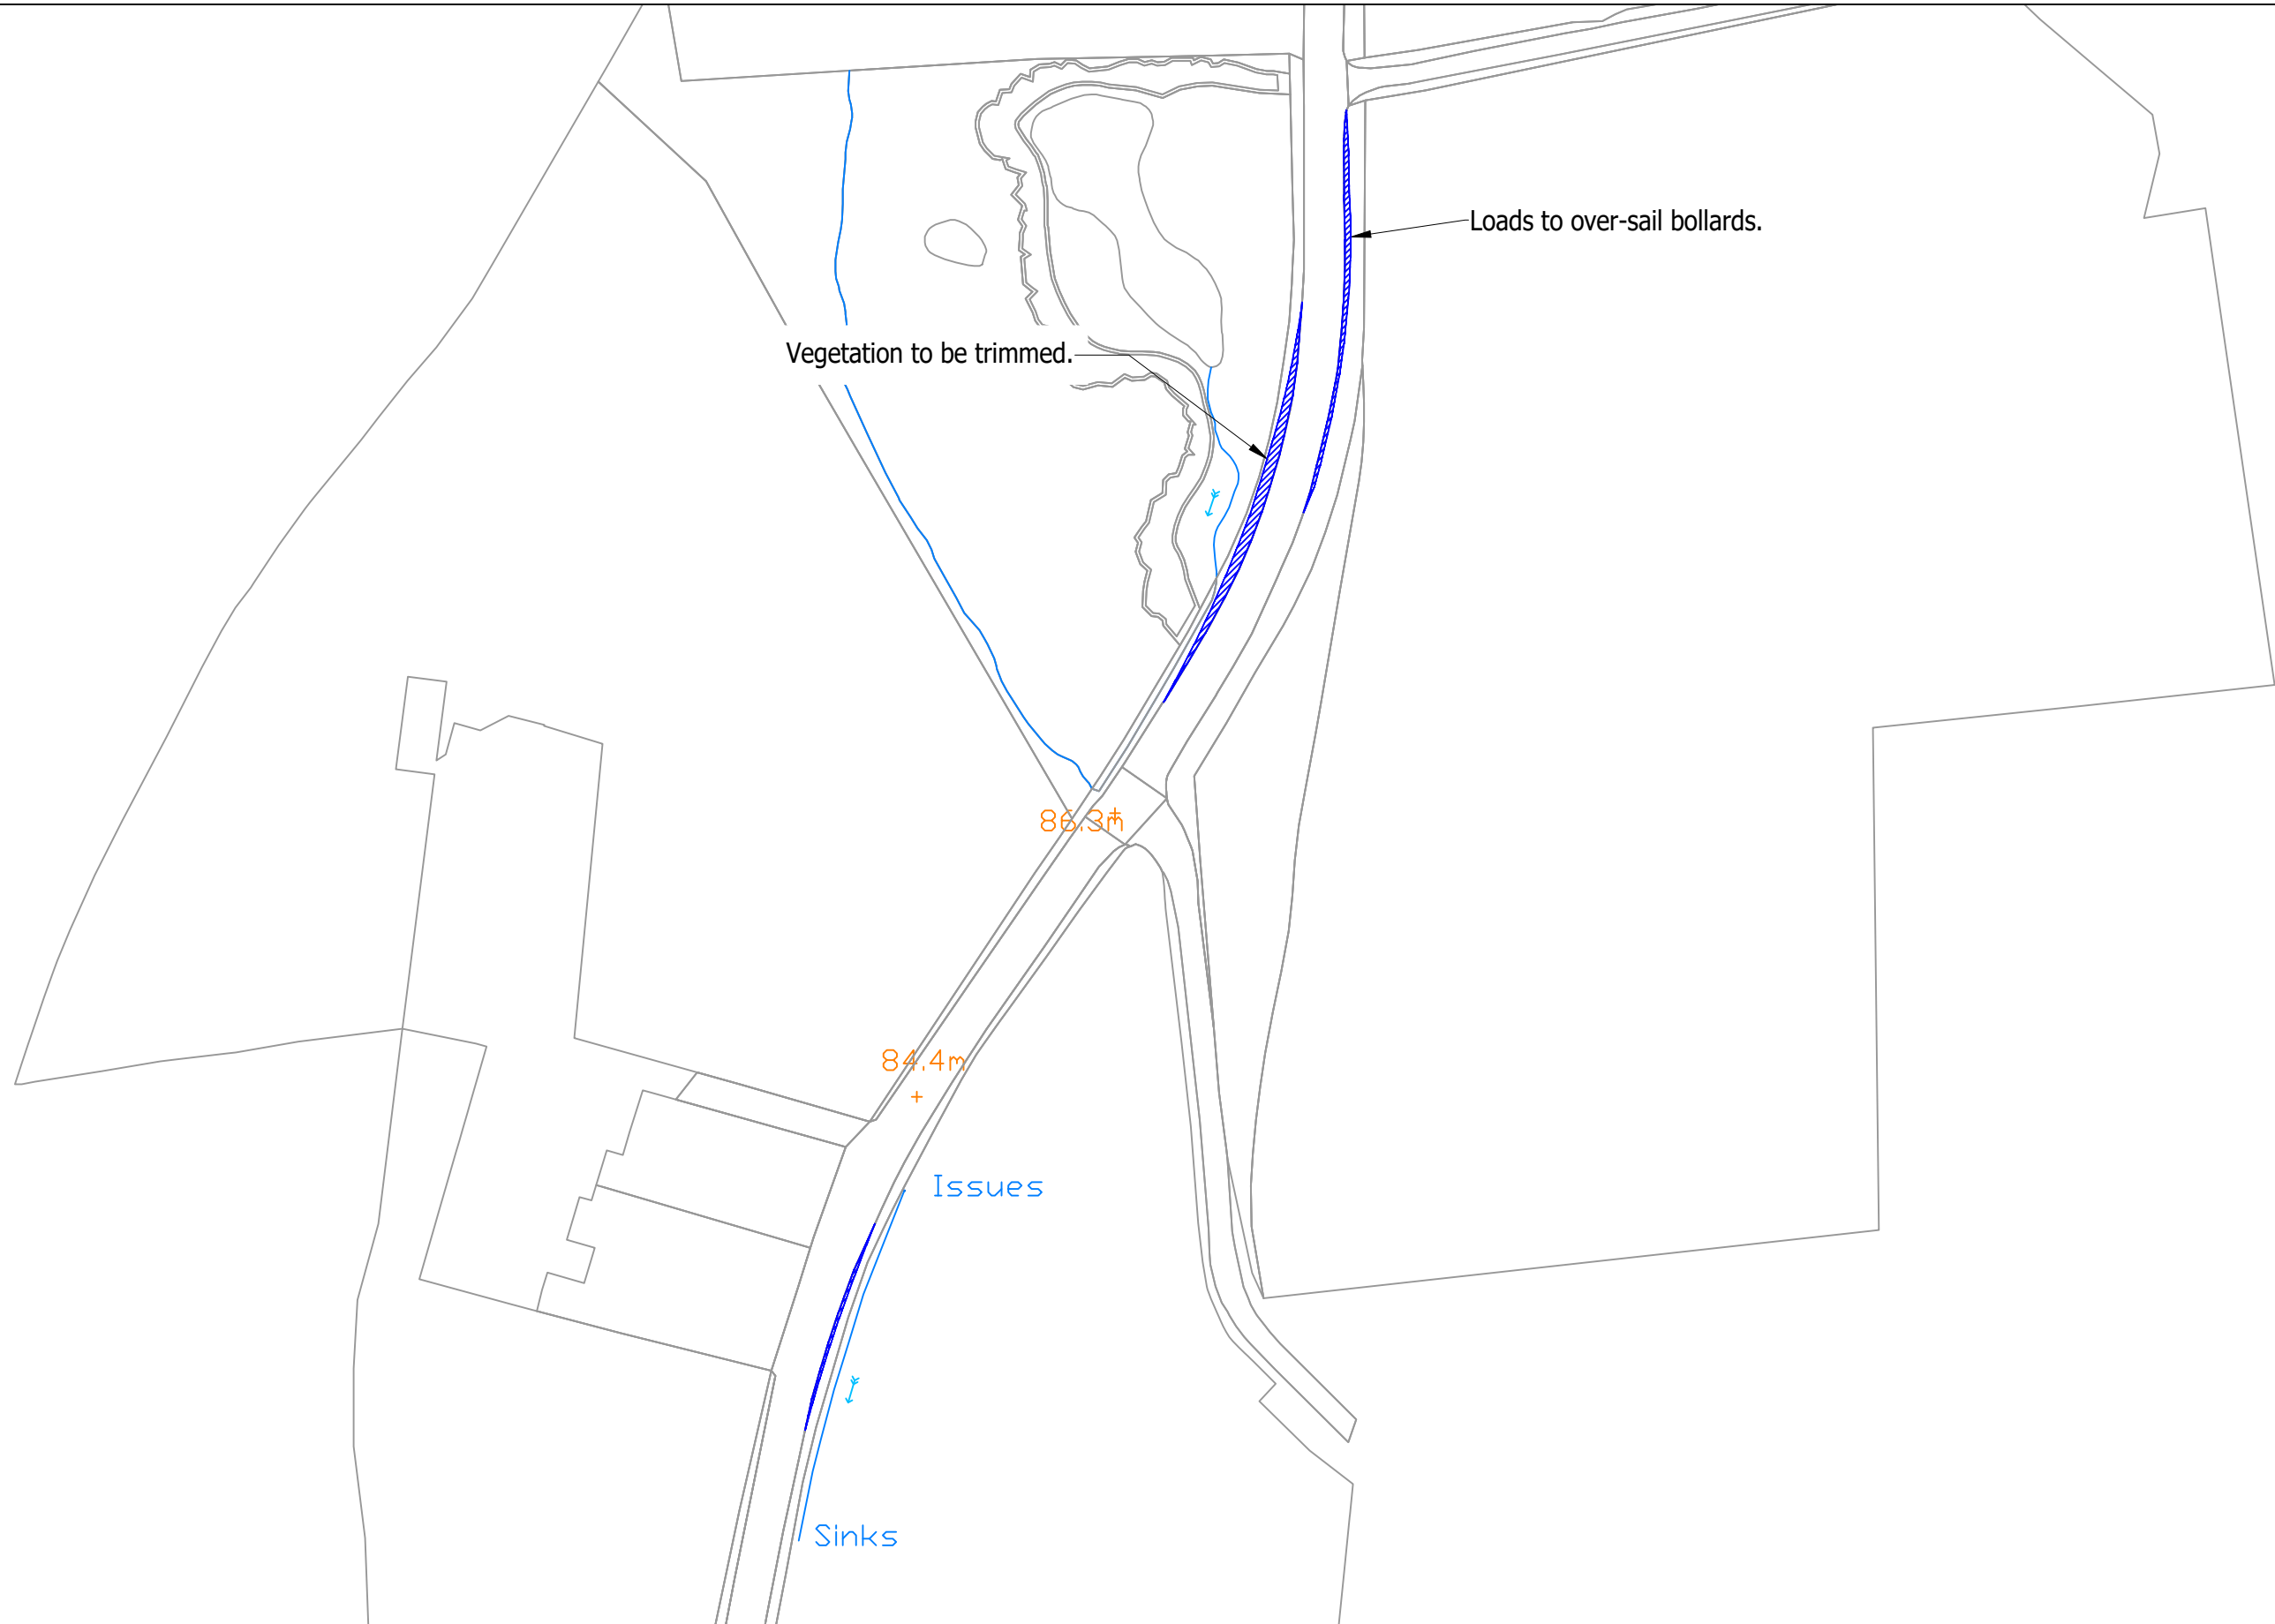 Loads to over-sail bollards.
Vegetation to be trimmed.
86.3m
84.4m
Issues
Sinks